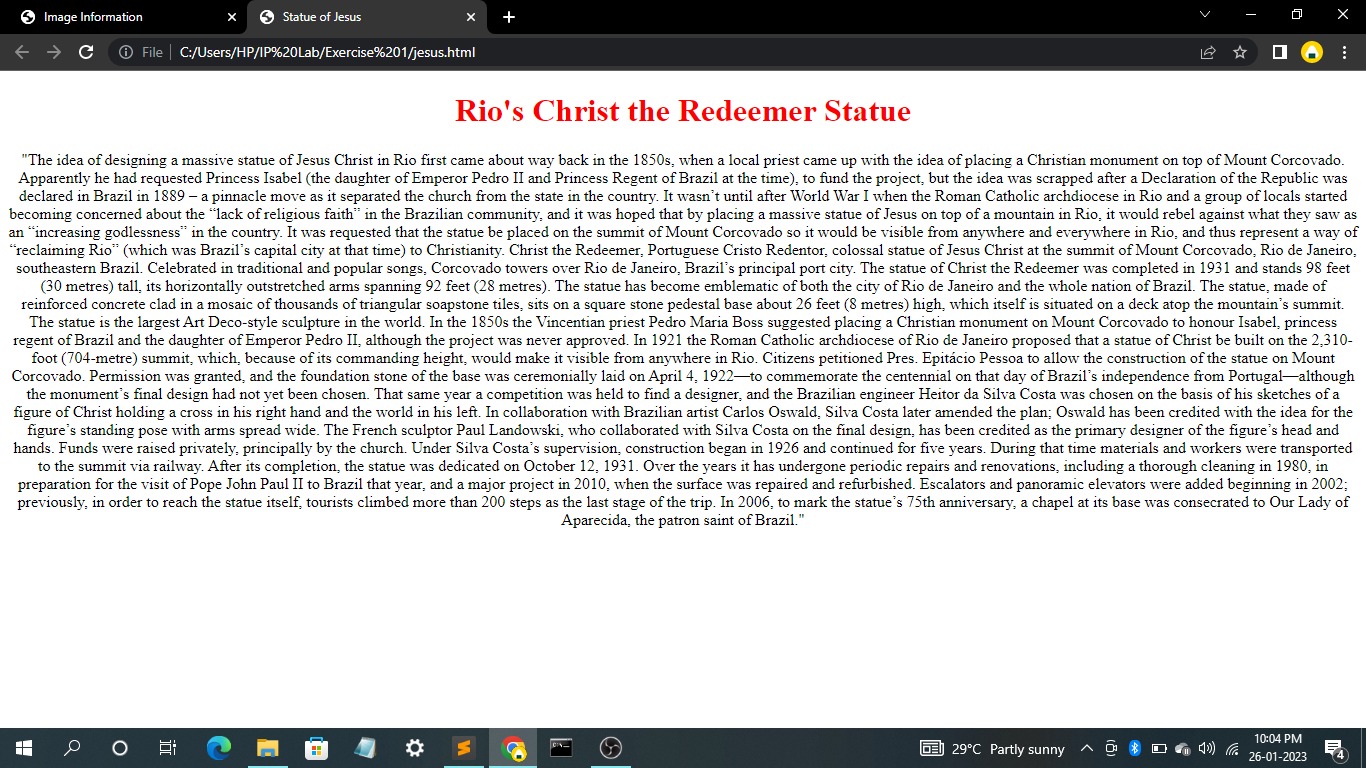 Image Information
Statue of Jesus
File
C:/Users/HP/IP%20Lab/Exercise%201/jesus.html
Rio's Christ the Redeemer Statue
"The idea of designing a massive statue of Jesus Christ in Rio first came about way back in the 1850s, when a local priest came up with the idea of placing a Christian monument on top of Mount Corcovado.
Apparently he had requested Princess Isabel (the daughter of Emperor Pedro II and Princess Regent of Brazil at the time), to fund the project, but the idea was scrapped after a Declaration of the Republic was
declared in Brazil in 1889 – a pinnacle move as it separated the church from the state in the country. It wasn’t until after World War I when the Roman Catholic archdiocese in Rio and a group of locals started
becoming concerned about the “lack of religious faith” in the Brazilian community, and it was hoped that by placing a massive statue of Jesus on top of a mountain in Rio, it would rebel against what they saw as
an “increasing godlessness” in the country. It was requested that the statue be placed on the summit of Mount Corcovado so it would be visible from anywhere and everywhere in Rio, and thus represent a way of
“reclaiming Rio” (which was Brazil’s capital city at that time) to Christianity. Christ the Redeemer, Portuguese Cristo Redentor, colossal statue of Jesus Christ at the summit of Mount Corcovado, Rio de Janeiro,
southeastern Brazil. Celebrated in traditional and popular songs, Corcovado towers over Rio de Janeiro, Brazil’s principal port city. The statue of Christ the Redeemer was completed in 1931 and stands 98 feet
(30 metres) tall, its horizontally outstretched arms spanning 92 feet (28 metres). The statue has become emblematic of both the city of Rio de Janeiro and the whole nation of Brazil. The statue, made of
reinforced concrete clad in a mosaic of thousands of triangular soapstone tiles, sits on a square stone pedestal base about 26 feet (8 metres) high, which itself is situated on a deck atop the mountain’s summit.
The statue is the largest Art Deco-style sculpture in the world. In the 1850s the Vincentian priest Pedro Maria Boss suggested placing a Christian monument on Mount Corcovado to honour Isabel, princess
regent of Brazil and the daughter of Emperor Pedro II, although the project was never approved. In 1921 the Roman Catholic archdiocese of Rio de Janeiro proposed that a statue of Christ be built on the 2,310-
foot (704-metre) summit, which, because of its commanding height, would make it visible from anywhere in Rio. Citizens petitioned Pres. Epitácio Pessoa to allow the construction of the statue on Mount
Corcovado. Permission was granted, and the foundation stone of the base was ceremonially laid on April 4, 1922—to commemorate the centennial on that day of Brazil’s independence from Portugal—although
the monument’s final design had not yet been chosen. That same year a competition was held to find a designer, and the Brazilian engineer Heitor da Silva Costa was chosen on the basis of his sketches of a
figure of Christ holding a cross in his right hand and the world in his left. In collaboration with Brazilian artist Carlos Oswald, Silva Costa later amended the plan; Oswald has been credited with the idea for the
figure’s standing pose with arms spread wide. The French sculptor Paul Landowski, who collaborated with Silva Costa on the final design, has been credited as the primary designer of the figure’s head and
hands. Funds were raised privately, principally by the church. Under Silva Costa’s supervision, construction began in 1926 and continued for five years. During that time materials and workers were transported
to the summit via railway. After its completion, the statue was dedicated on October 12, 1931. Over the years it has undergone periodic repairs and renovations, including a thorough cleaning in 1980, in
preparation for the visit of Pope John Paul II to Brazil that year, and a major project in 2010, when the surface was repaired and refurbished. Escalators and panoramic elevators were added beginning in 2002;
previously, in order to reach the statue itself, tourists climbed more than 200 steps as the last stage of the trip. In 2006, to mark the statue’s 75th anniversary, a chapel at its base was consecrated to Our Lady of
Aparecida, the patron saint of Brazil."
29°C Partly sunny
10:04 PM
26-01-2023
4